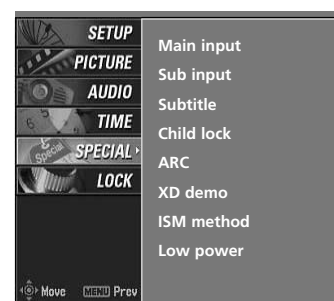 SETUP
PICTURE
AUDIO
TIME
SPECIAL
LOCK
Move MENU Prev
Main input
Sub input
Subtitle
Child lock
ARC
XD demo
ISM method
Low power